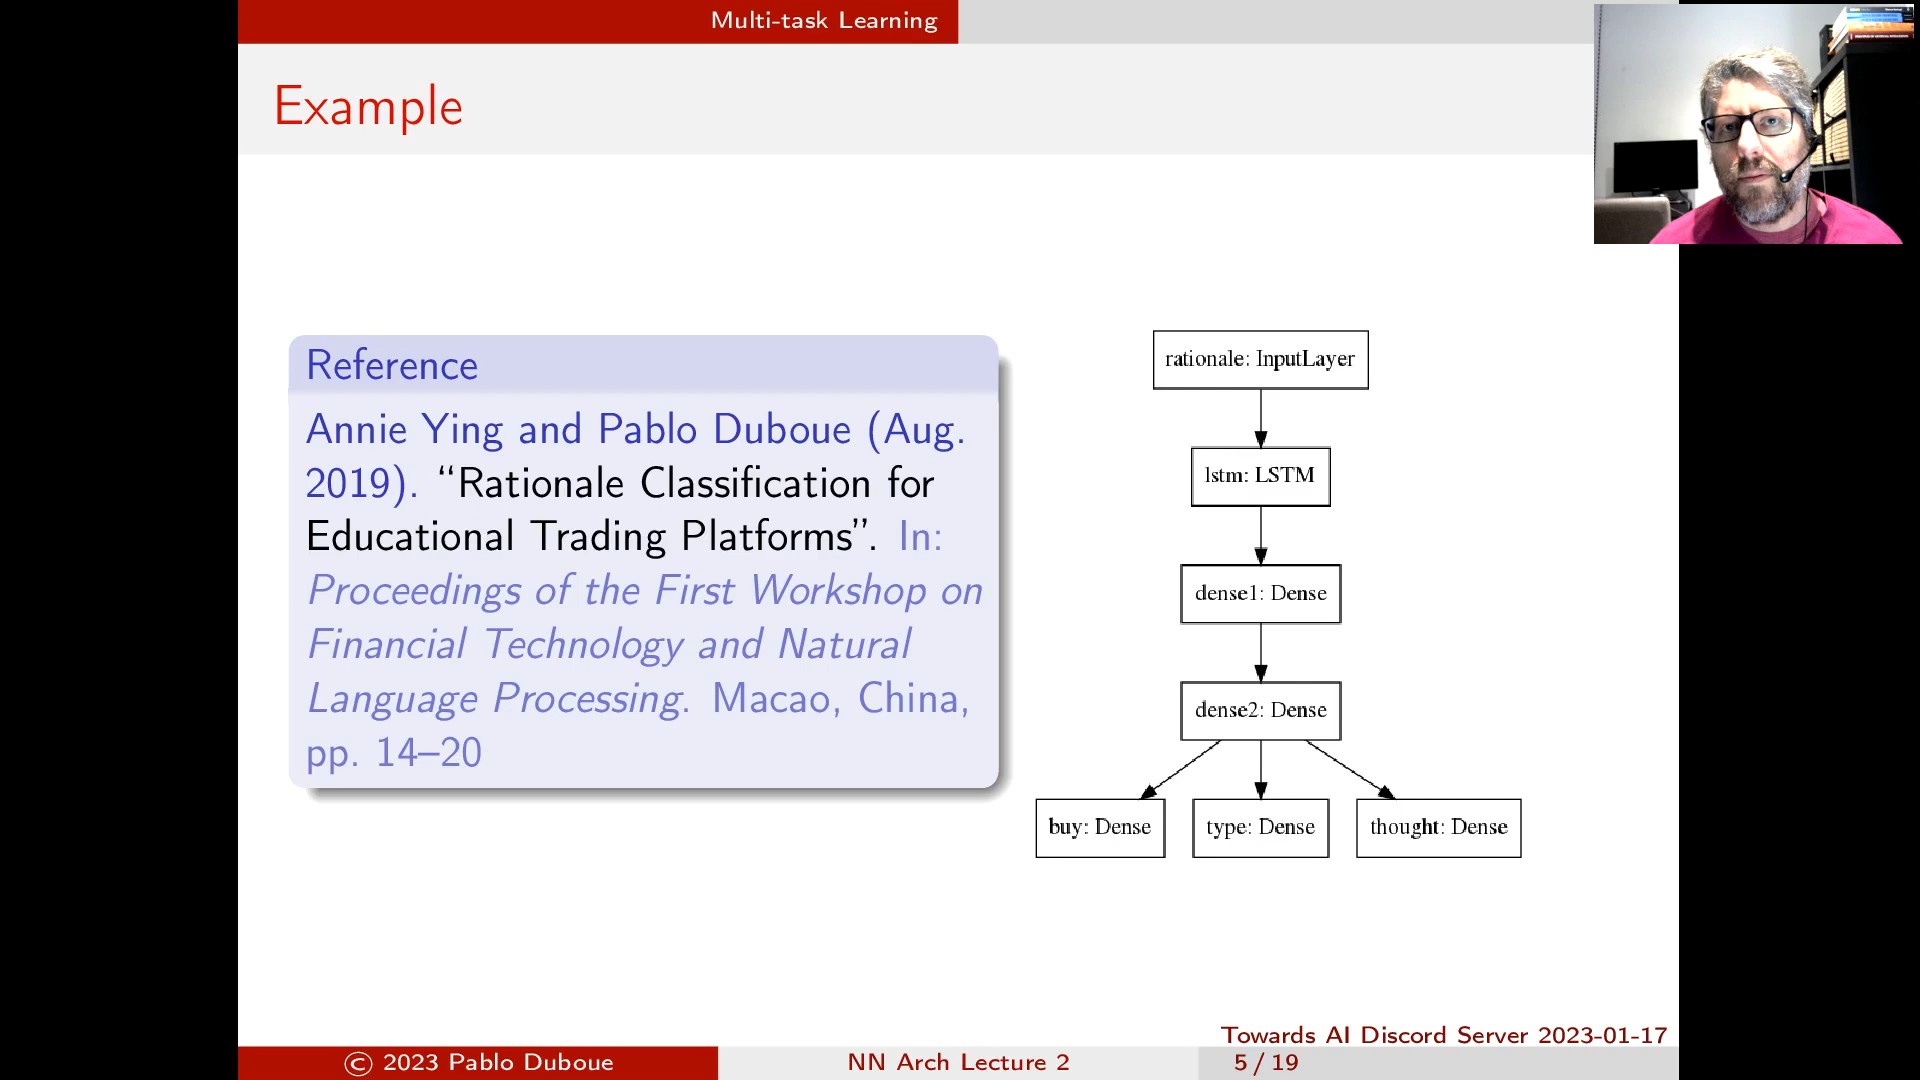 Multi-task Learning
Example
Reference
Annie Ying and Pablo Duboue (Aug.
2019). “Rationale Classification for
Educational Trading Platforms”. In:
Proceedings of the First Workshop on
Financial Technology and Natural
Language Processing. Macao, China,
pp. 14–20
rationale: InputLayer
lstm: LSTM
dense1: Dense
dense2: Dense
buy: Dense
type: Dense
thought: Dense
Towards AI Discord Server 2023-01-17
© 2023 Pablo Duboue
NN Arch Lecture 2
5 / 19